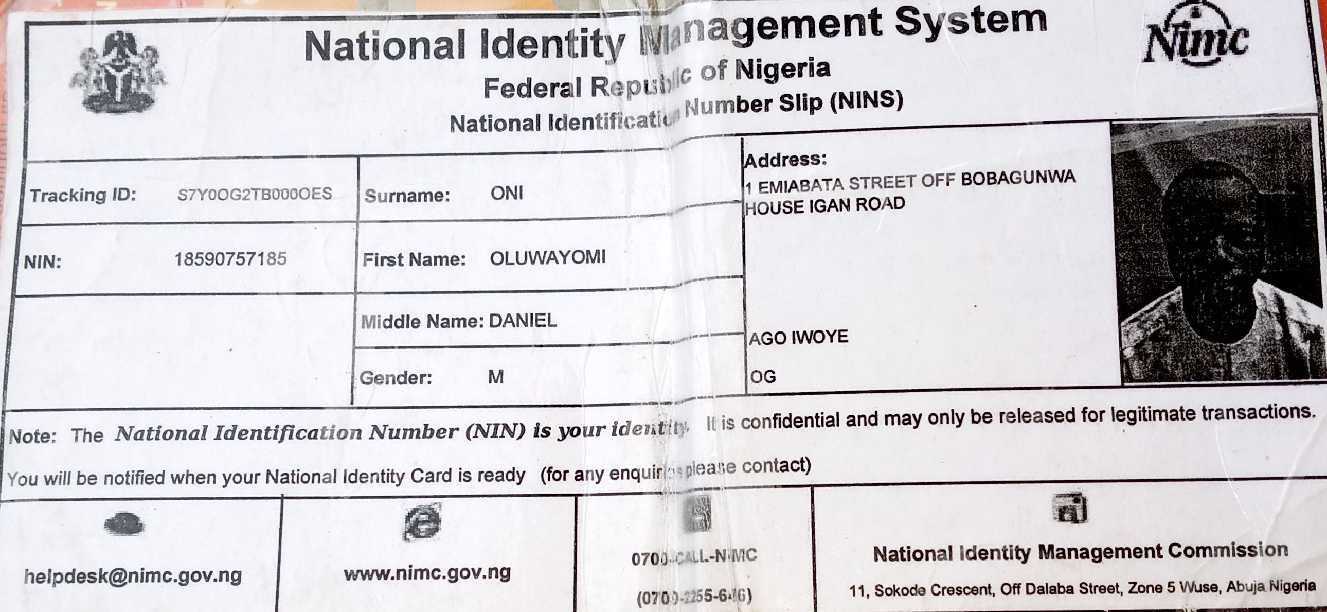 National Identity Management System
Nimc
Federal Republic of Nigeria
National Identification Number Slip (NINS)
Tracking ID: S7Y0OG2TB000OES
Surname: ONI
Address:
1 EMIABATA STREET OFF BOBAGUNWA
HOUSE IGAN ROAD
NIN: 18590757185
First Name: OLUWAYOMI
Middle Name: DANIEL
AGO IWOYE
Gender: M
OG
Note: The National Identification Number (NIN) is your identity. It is confidential and may only be released for legitimate transactions.
You will be notified when your National Identity Card is ready (for any enquiries please contact)
helpdesk@nimc.gov.ng
www.nimc.gov.ng
0700-CALL-NIMC
National Identity Management Commission
11, Sokode Crescent, Off Dalaba Street, Zone 5 Wuse, Abuja Nigeria